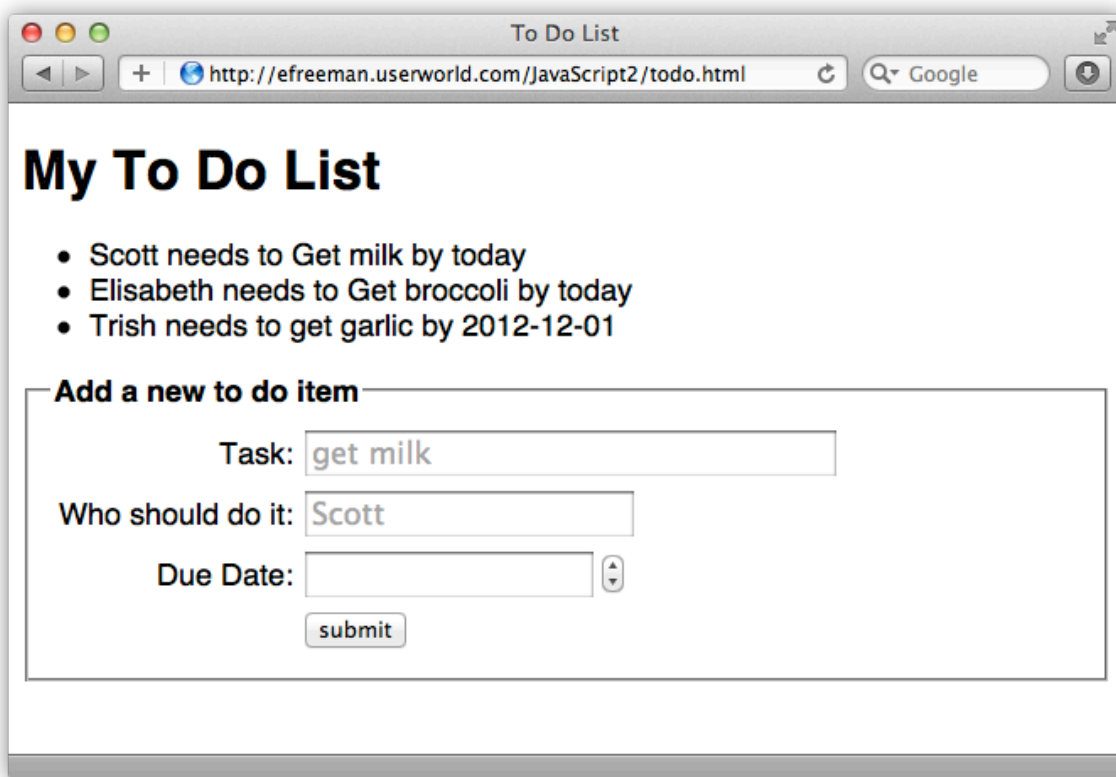 To Do List
http://efreeman.userworld.com/JavaScript2/todo.html Google
My To Do List
• Scott needs to Get milk by today
• Elisabeth needs to Get broccoli by today
• Trish needs to get garlic by 2012-12-01
Add a new to do item
Task: get milk
Who should do it: Scott
Due Date:
submit